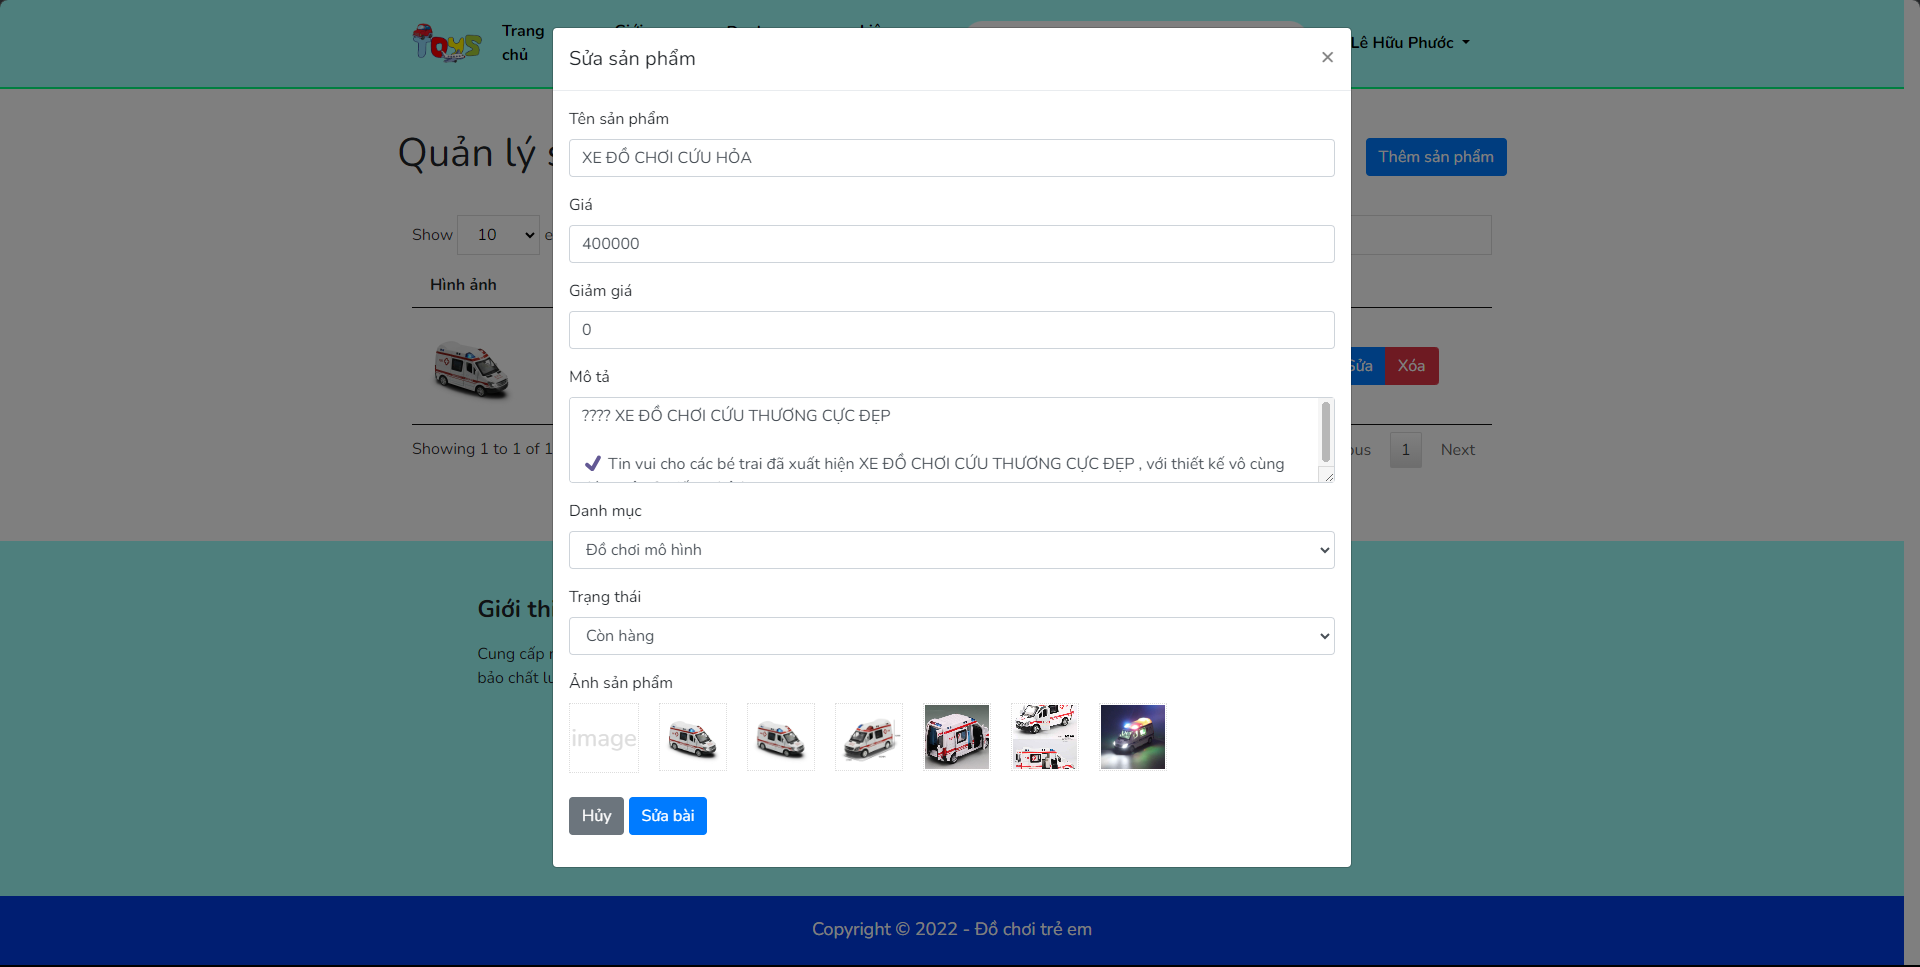 TOYS
Trang chủ
Lê Hữu Phước
Sửa sản phẩm
×
Quản lý
Thêm sản phẩm
Tên sản phẩm
XE ĐỒ CHƠI CỨU HỎA
Giá
400000
Show 10
Hình ảnh
Giảm giá
0
Sửa
Xóa
Mô tả
???? XE ĐỒ CHƠI CỨU THƯƠNG CỰC ĐẸP
✔ Tin vui cho các bé trai đã xuất hiện XE ĐỒ CHƠI CỨU THƯƠNG CỰC ĐẸP , với thiết kế vô cùng
Showing 1 to 1 of 1
1
Next
Danh mục
Đồ chơi mô hình
Trạng thái
Còn hàng
Giới
Cung cấp
bảo chất
Ảnh sản phẩm
image
Hủy
Sửa bài
Copyright © 2022 - Đồ chơi trẻ em